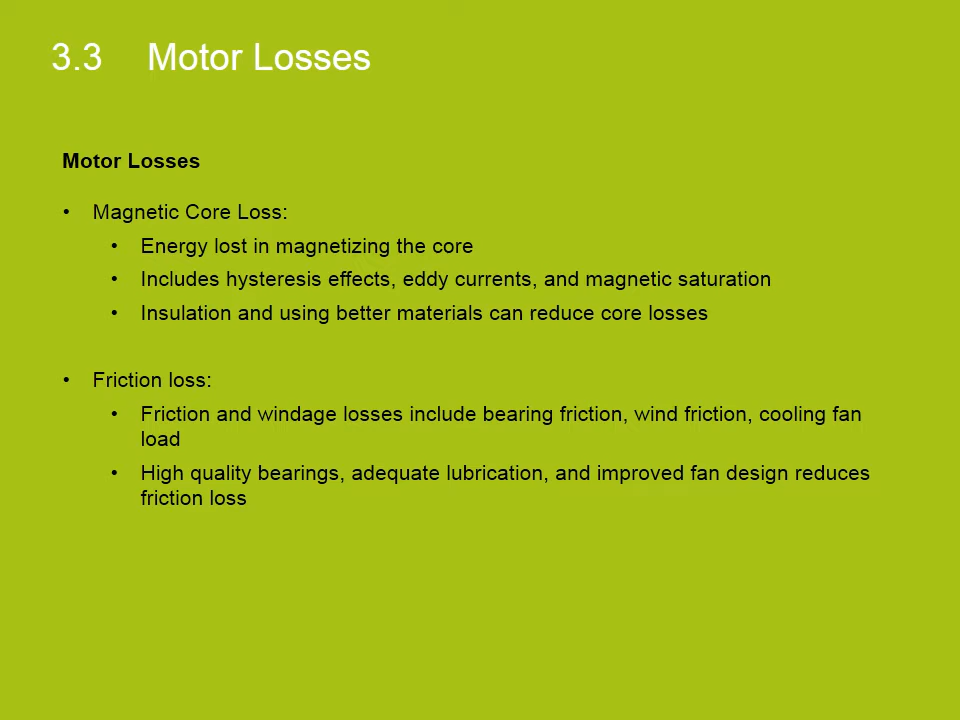 3.3 Motor Losses
Motor Losses
• Magnetic Core Loss:
• Energy lost in magnetizing the core
• Includes hysteresis effects, eddy currents, and magnetic saturation
• Insulation and using better materials can reduce core losses
• Friction loss:
• Friction and windage losses include bearing friction, wind friction, cooling fan
load
• High quality bearings, adequate lubrication, and improved fan design reduces
friction loss